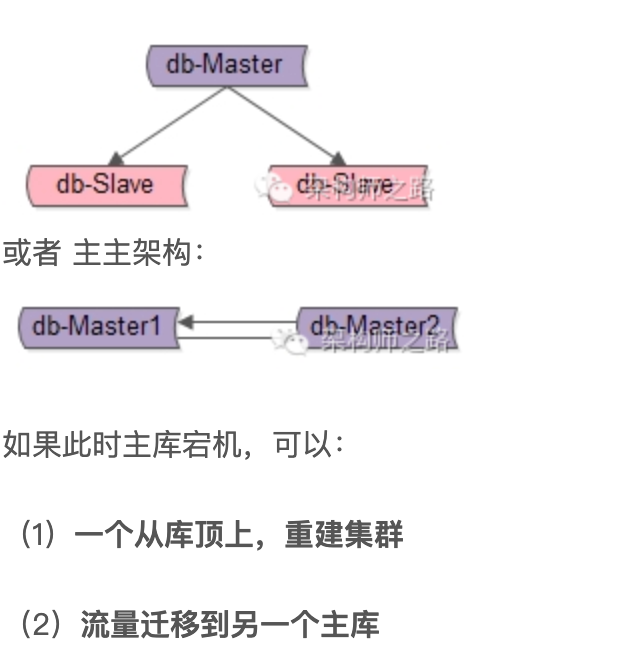 db-Master
db-Slave
db-Slave
架构师之路
或者 主主架构：
db-Master1
db-Master2
架构师之路
如果此时主库宕机，可以：
（1）一个从库顶上，重建集群
（2）流量迁移到另一个主库